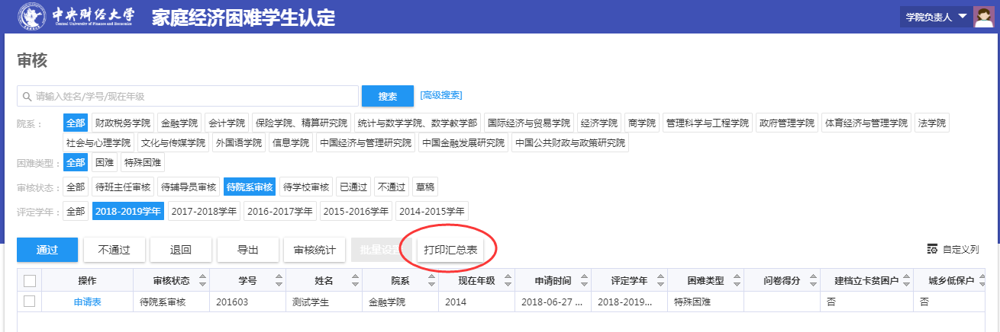 中央财经大学 家庭经济困难学生认定 学院负责人
Central University of Finance and Economics
审核
请输入姓名/学号/现在年级 搜索 [高级搜索]
院系： 全部 财政税务学院 金融学院 会计学院 保险学院、精算研究院 统计与数学学院、数学教学部 国际经济与贸易学院 经济学院 商学院 管理科学与工程学院 政府管理学院 体育经济与管理学院 法学院
社会与心理学院 文化与传媒学院 外国语学院 信息学院 中国经济与管理研究院 中国金融发展研究院 中国公共财政与政策研究院
困难类型： 全部 困难 特殊困难
审核状态： 全部 待班主任审核 待辅导员审核 待院系审核 待学校审核 已通过 不通过 草稿
评定学年： 全部 2018-2019学年 2017-2018学年 2016-2017学年 2015-2016学年 2014-2015学年
通过 不通过 退回 导出 审核统计 批量设置 打印汇总表 自定义列
操作 审核状态 学号 姓名 院系 现在年级 申请时间 评定学年 困难类型 问卷得分 建档立卡贫困户 城乡低保户
申请表 待院系审核 201603 测试学生 金融学院 2014 2018-06-27 ... 2018-2019... 特殊困难 否 否